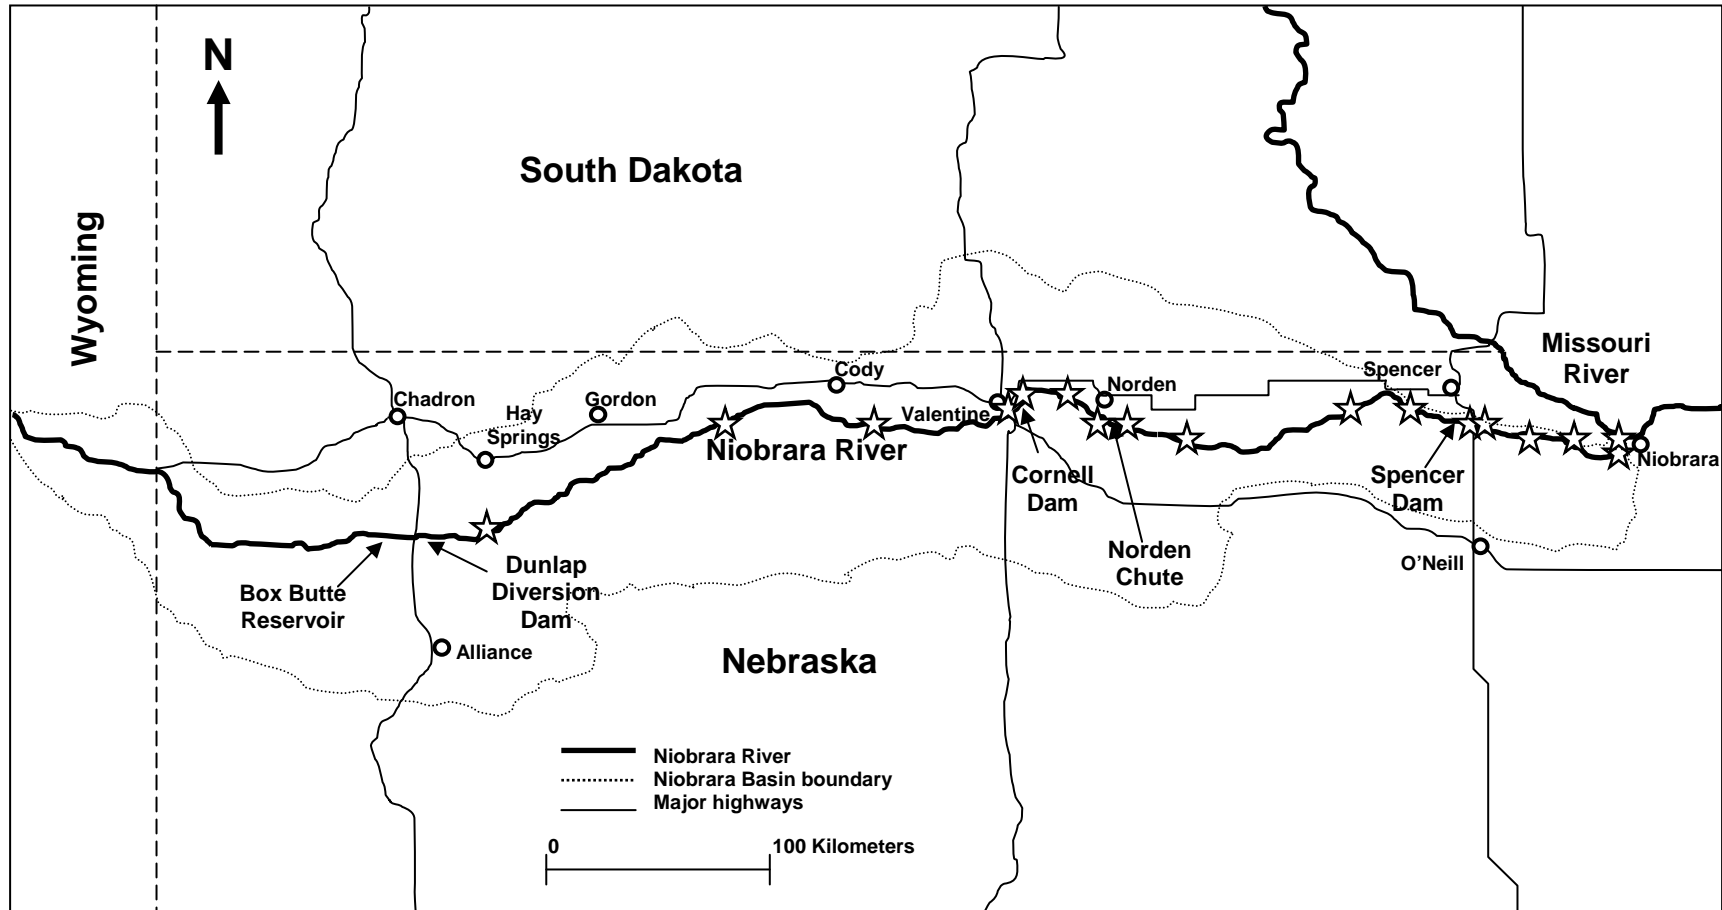 N
South Dakota
Wyoming
Missouri
River
Cody
Spencer
Norden
Chadron
Gordon
Hay
Springs
Valentine
Niobrara River
Cornell
Dam
Spencer
Dam
Niobrara
Norden
Chute
O'Neill
Dunlap
Diversion
Dam
Box Butte
Reservoir
Alliance
Nebraska
Niobrara River
Niobrara Basin boundary
Major highways
0 100 Kilometers